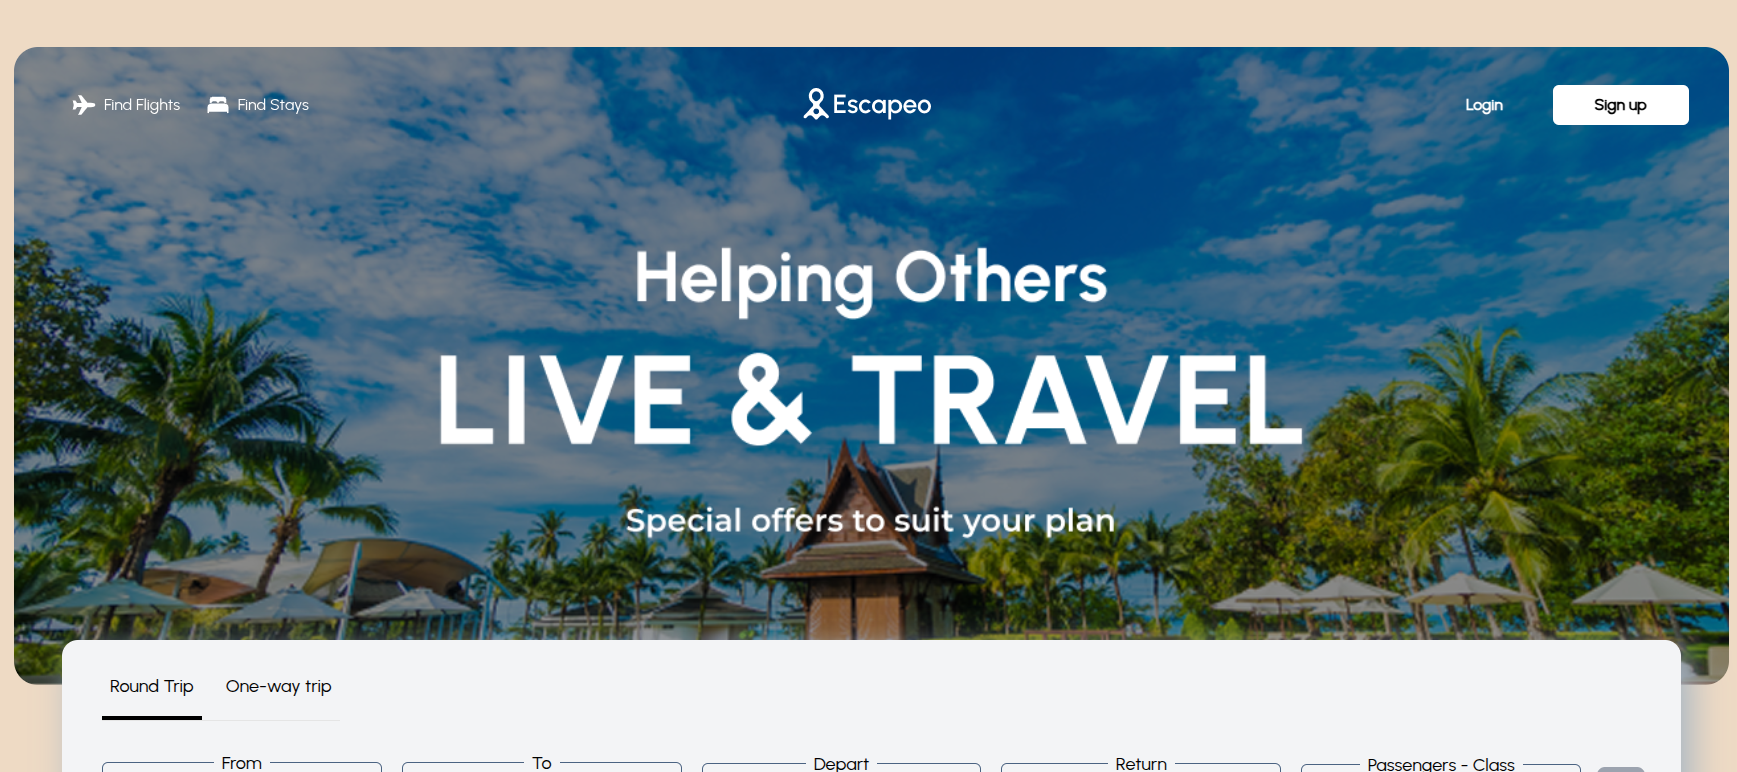 Find Flights
Find Stays
Escapeo
Login
Sign up
Helping Others
LIVE & TRAVEL
Special offers to suit your plan
Round Trip
One-way trip
From
To
Depart
Return
Passengers - Class